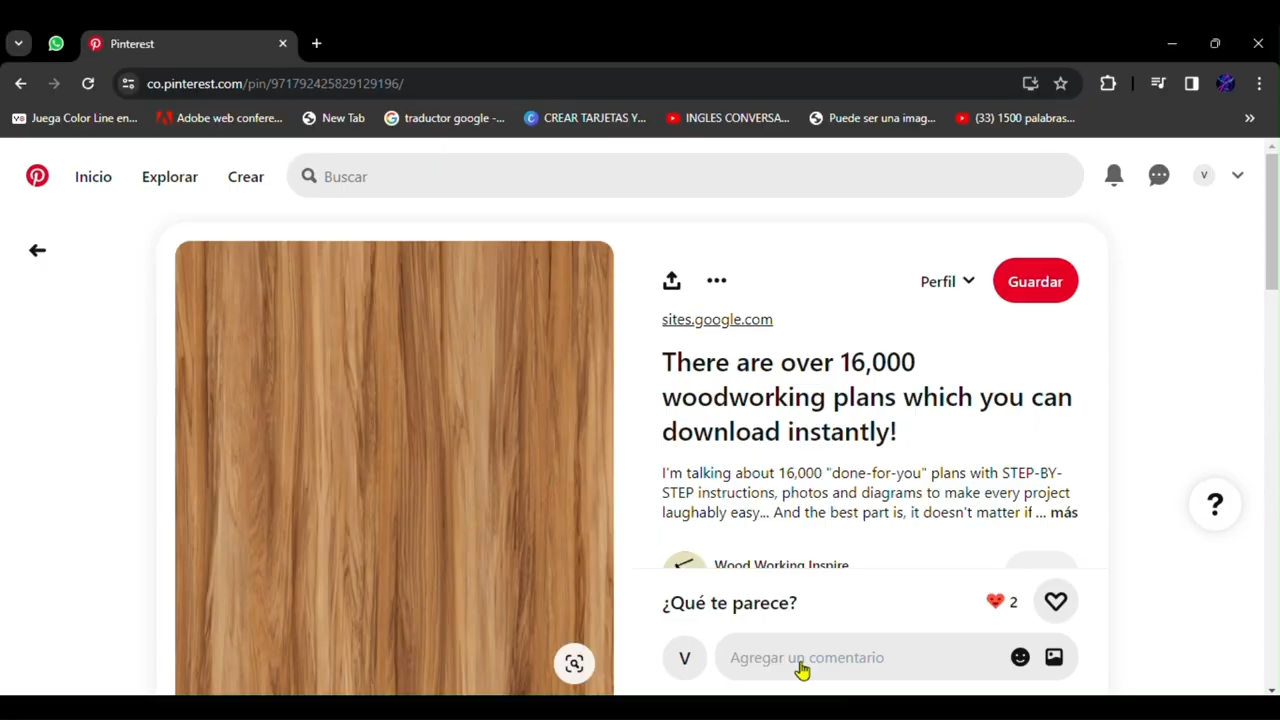 Pinterest
co.pinterest.com/pin/971792425829129196/
Juega Color Line en...
Adobe web confere...
New Tab
traductor google -...
CREAR TARJETAS Y...
INGLES CONVERSA...
Puede ser una imag...
(33) 1500 palabras...
Inicio
Explorar
Crear
Buscar
V
Perfil
Guardar
sites.google.com
There are over 16,000
woodworking plans which you can
download instantly!
I'm talking about 16,000 "done-for-you" plans with STEP-BY-
STEP instructions, photos and diagrams to make every project
laughably easy... And the best part is, it doesn't matter if ... más
Wood Working Inspire
¿Qué te parece?
2
V
Agregar un comentario
?